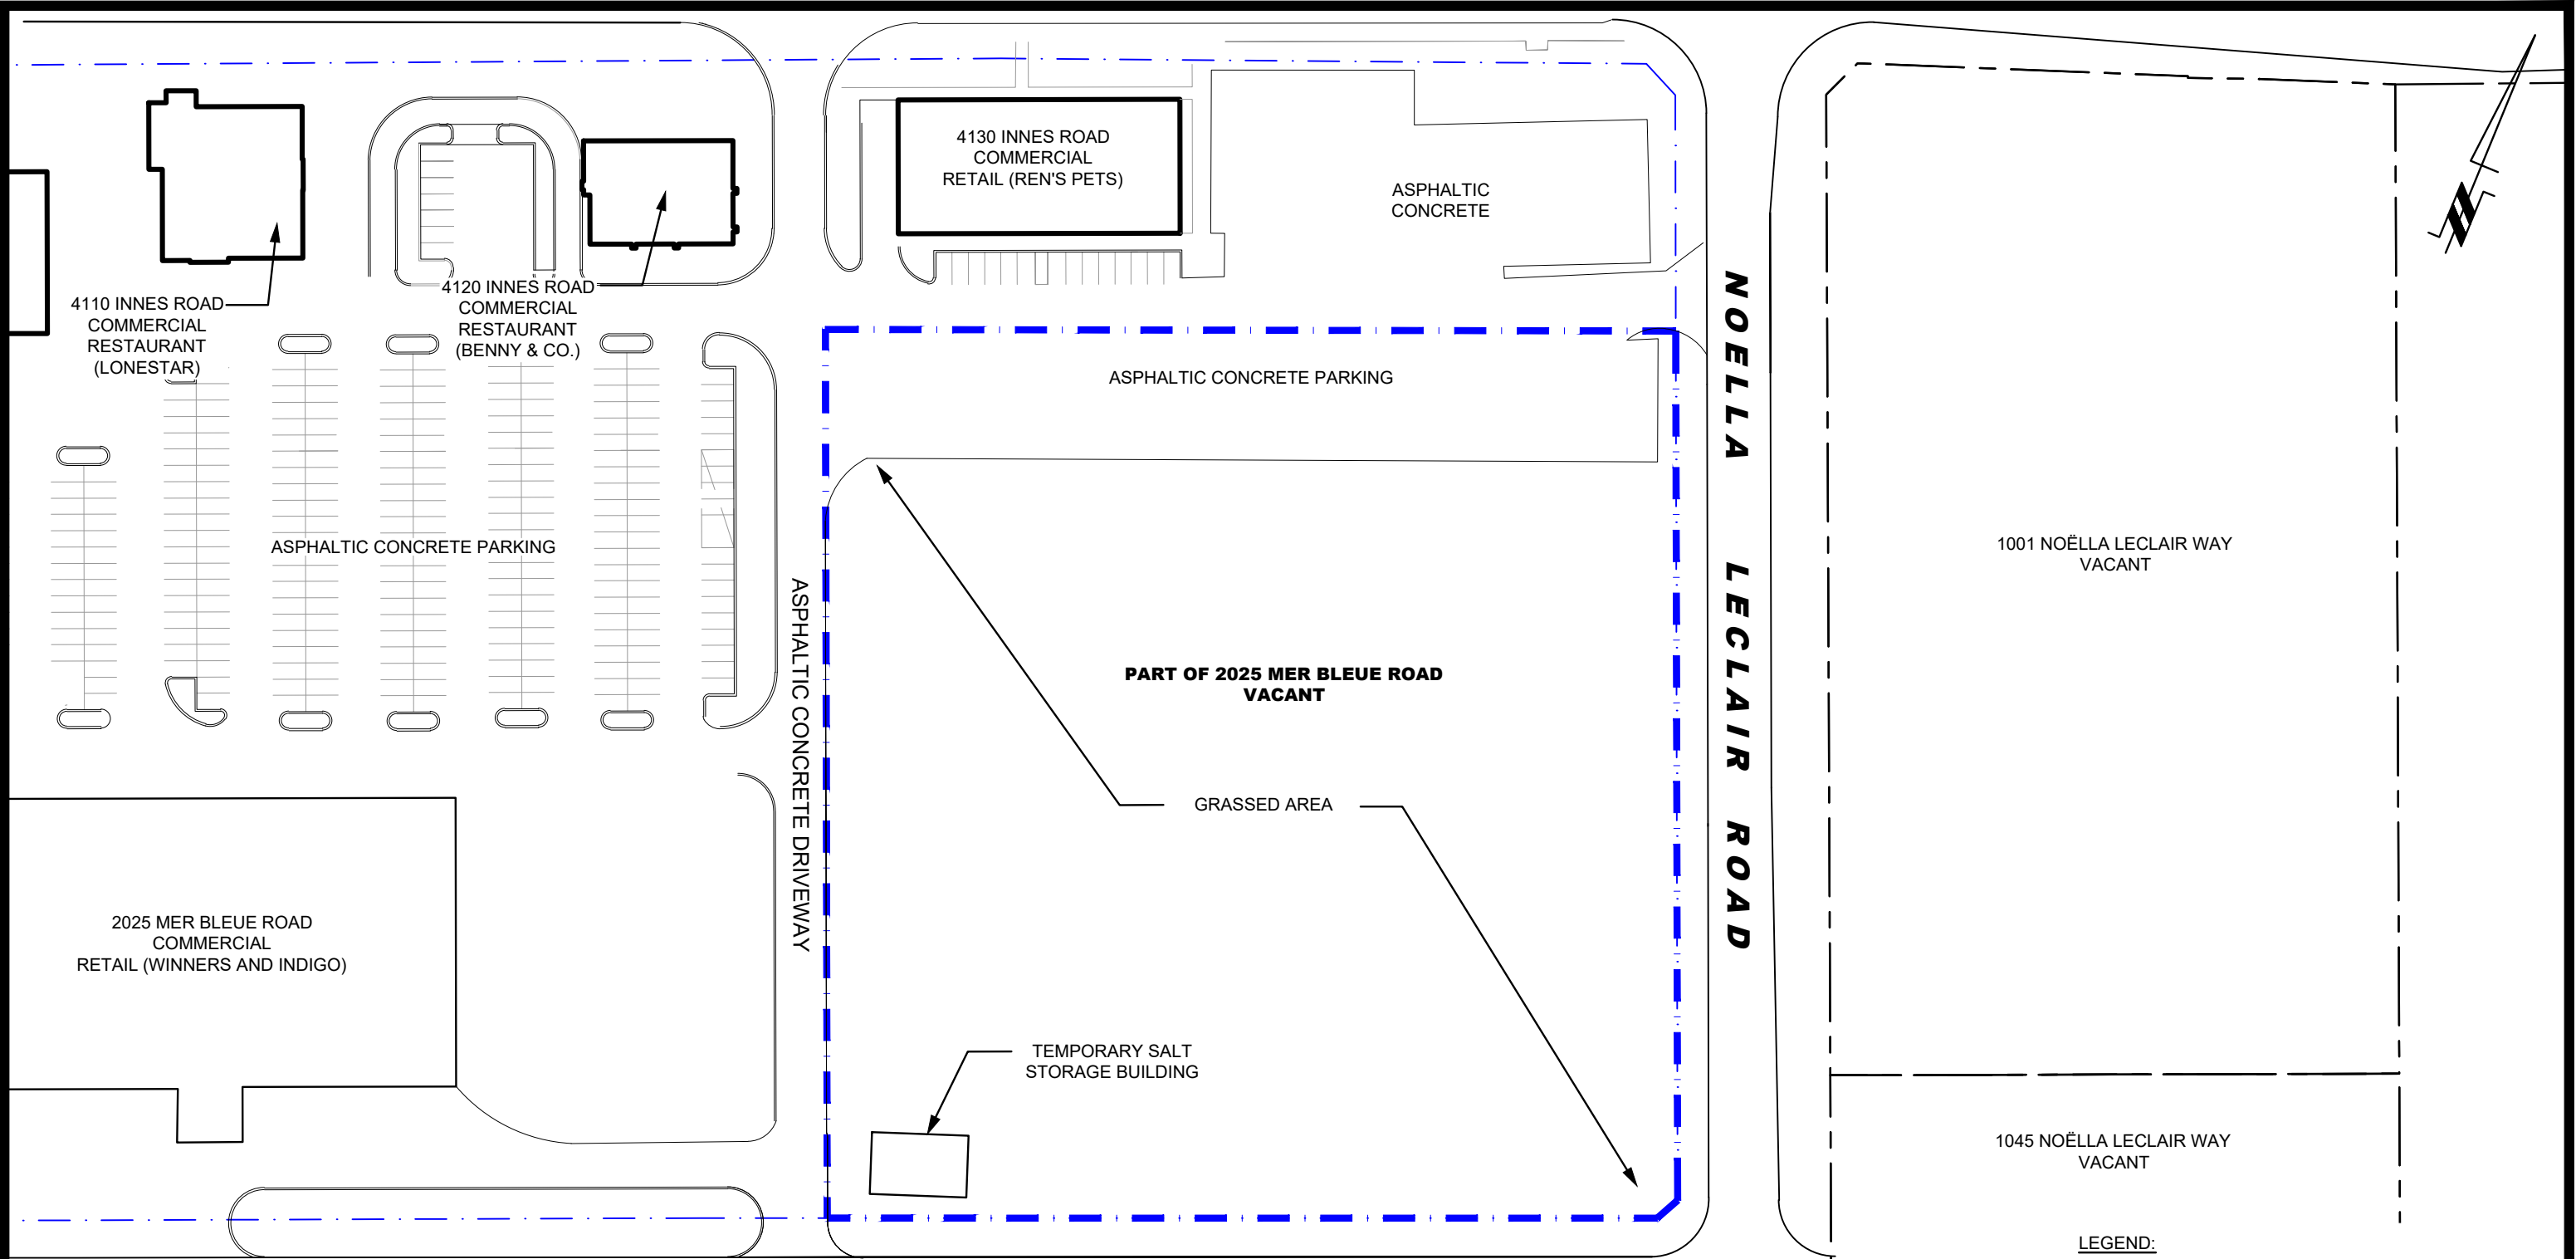 4130 INNES ROAD
COMMERCIAL
RETAIL (REN'S PETS)
ASPHALTIC
CONCRETE
4110 INNES ROAD
COMMERCIAL
RESTAURANT
(LONESTAR)
4120 INNES ROAD
COMMERCIAL
RESTAURANT
(BENNY & CO.)
ASPHALTIC CONCRETE PARKING
ASPHALTIC CONCRETE PARKING
ASPHALTIC CONCRETE DRIVEWAY
NOELLA LECLAIR ROAD
1001 NOËLLA LECLAIR WAY
VACANT
PART OF 2025 MER BLEUE ROAD
VACANT
GRASSED AREA
2025 MER BLEUE ROAD
COMMERCIAL
RETAIL (WINNERS AND INDIGO)
TEMPORARY SALT
STORAGE BUILDING
1045 NOËLLA LECLAIR WAY
VACANT
LEGEND: